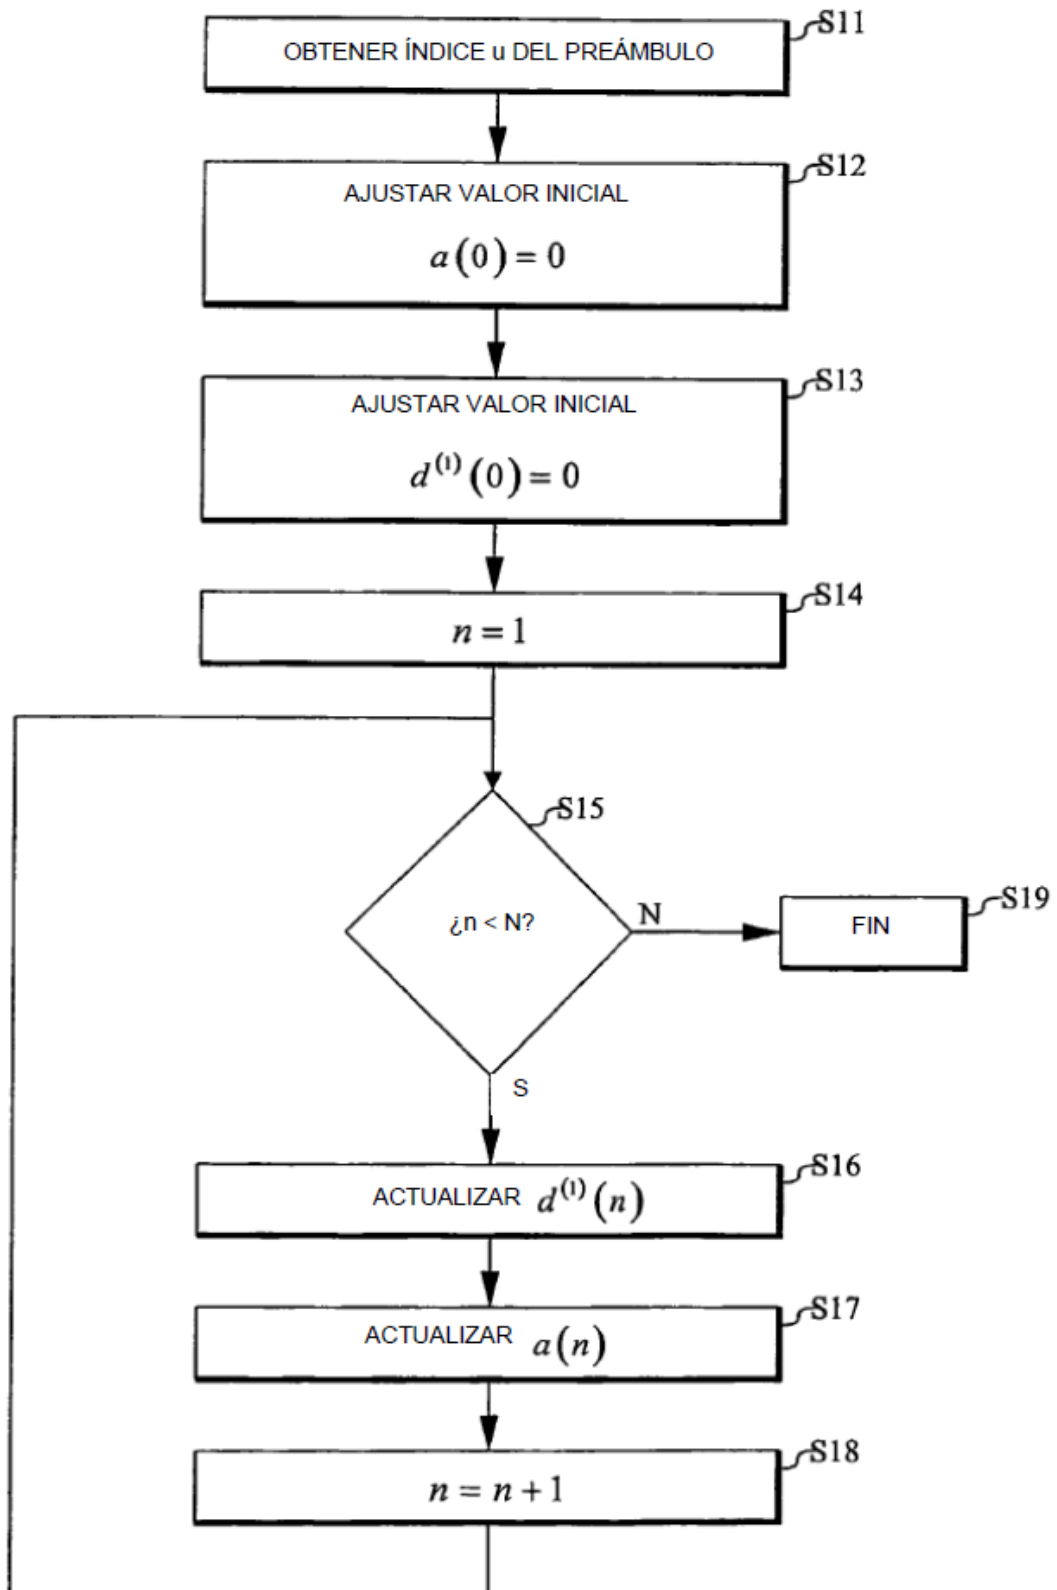 S11
OBTENER ÍNDICE u DEL PREÁMBULO
S12
AJUSTAR VALOR INICIAL
a(0) = 0
S13
AJUSTAR VALOR INICIAL
d⁽¹⁾(0) = 0
S14
n = 1
S15
¿n < N?
N
S19
FIN
S
S16
ACTUALIZAR d⁽¹⁾(n)
S17
ACTUALIZAR a(n)
S18
n = n + 1